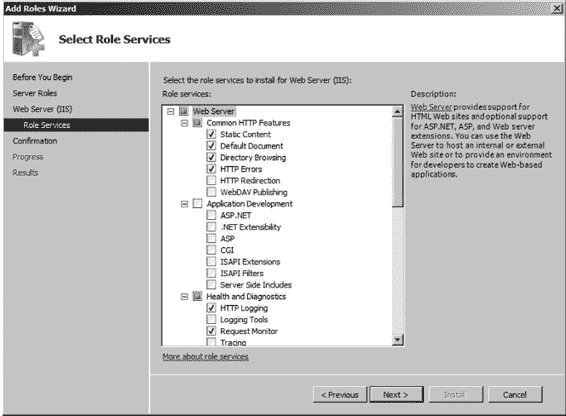 Add Roles Wizard
Select Role Services
Before You Begin
Server Roles
Web Server (IIS)
Role Services
Confirmation
Progress
Results
Select the role services to install for Web Server (IIS):
Role services:
Web Server
Common HTTP Features
Static Content
Default Document
Directory Browsing
HTTP Errors
HTTP Redirection
WebDAV Publishing
Application Development
ASP.NET
.NET Extensibility
ASP
CGI
ISAPI Extensions
ISAPI Filters
Server Side Includes
Health and Diagnostics
HTTP Logging
Logging Tools
Request Monitor
Tracing
More about role services
Description:
Web Server provides support for
HTML Web sites and optional support
for ASP.NET, ASP, and Web server
extensions. You can use the Web
Server to host an internal or external
Web site or to provide an environment
for developers to create Web-based
applications.
< Previous
Next >
Install
Cancel